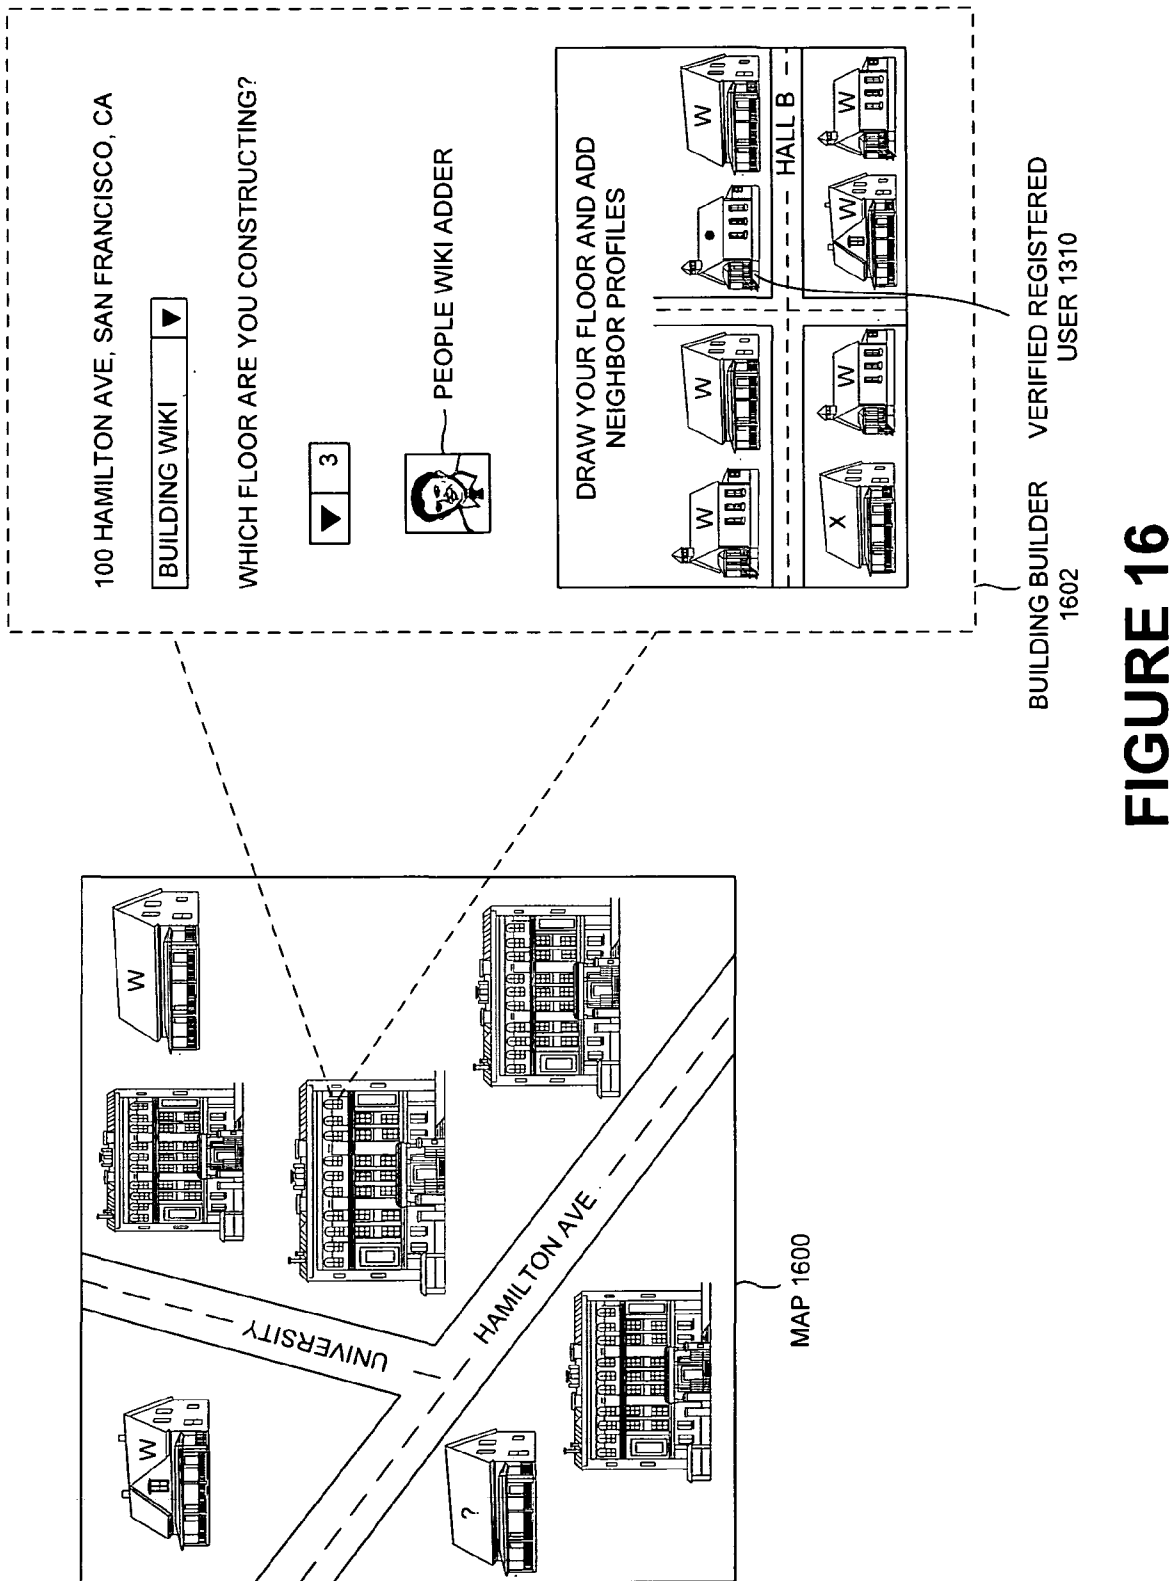 100 HAMILTON AVE, SAN FRANCISCO, CA
BUILDING WIKI
WHICH FLOOR ARE YOU CONSTRUCTING?
3
PEOPLE WIKI ADDER
DRAW YOUR FLOOR AND ADD
NEIGHBOR PROFILES
W
W
W
HALL B
X
W
W
W
BUILDING BUILDER
1602
VERIFIED REGISTERED
USER 1310
W
W
UNIVERSITY
?
HAMILTON AVE
MAP 1600
FIGURE 16